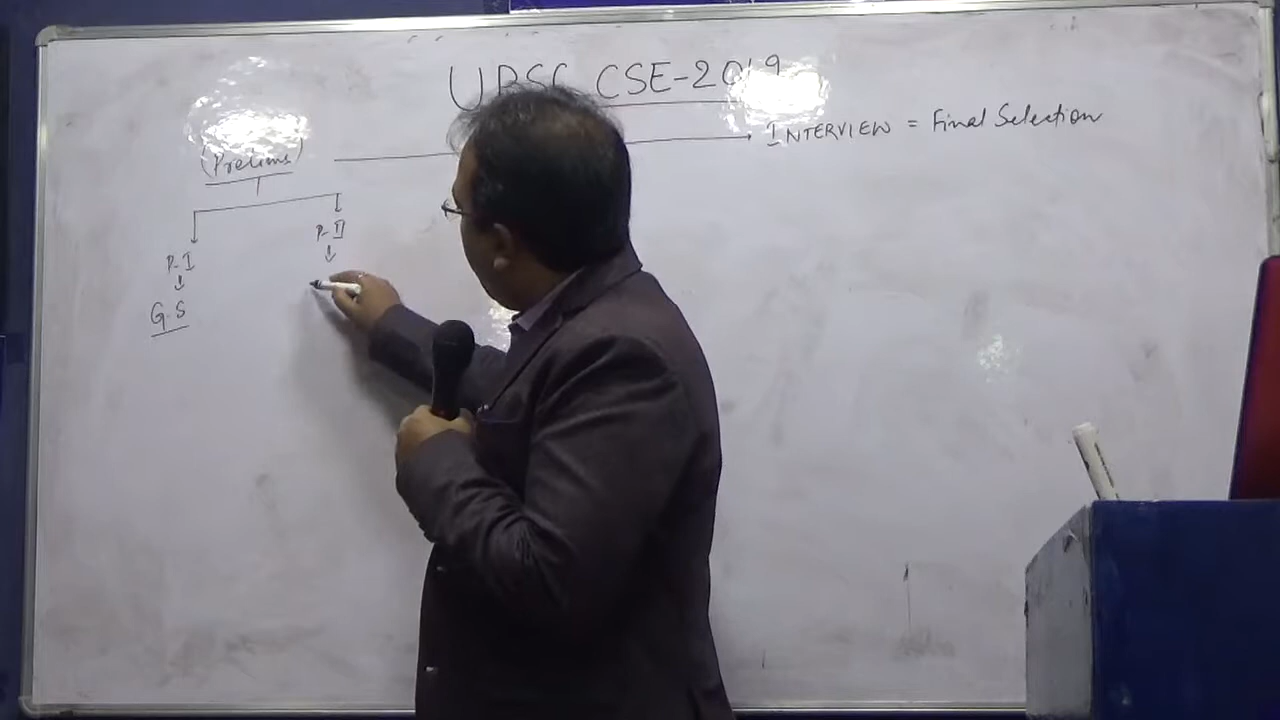 UPSC CSE-2019
(Prelims) INTERVIEW = Final Selection
P-I P-II
G.S